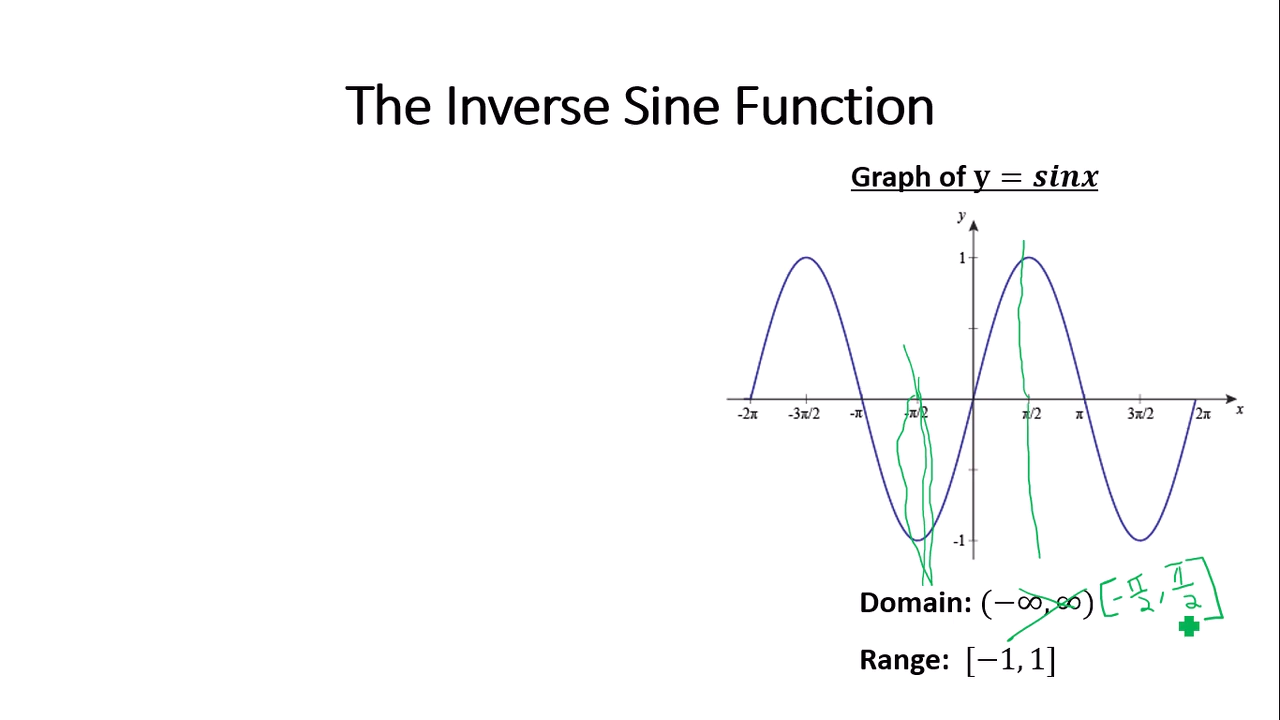 The Inverse Sine Function
Graph of y = sinx
y
1
-2π -3π/2 -π -π/2 π/2 π 3π/2 2π x
-1
Domain: (−∞, ∞) [-π/2, π/2]
Range: [−1, 1]